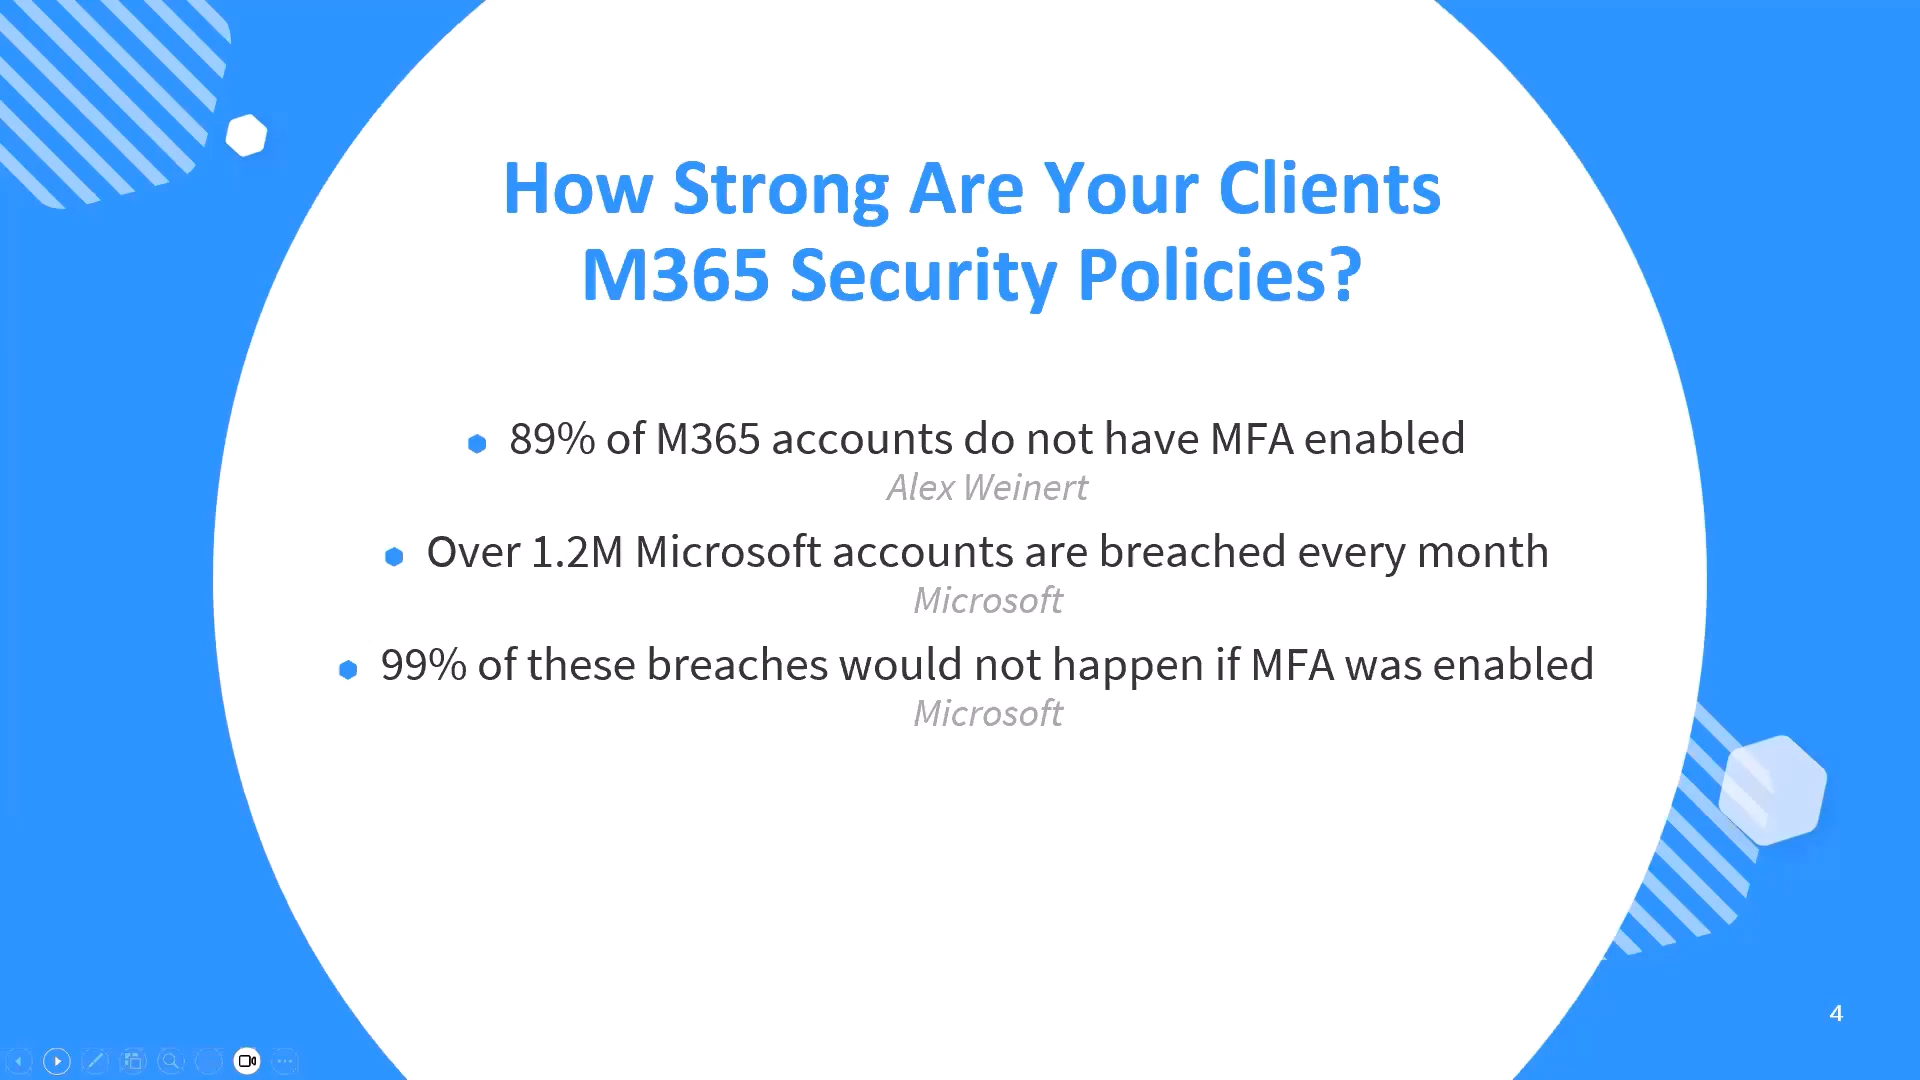 How Strong Are Your Clients
M365 Security Policies?
89% of M365 accounts do not have MFA enabled
Alex Weinert
Over 1.2M Microsoft accounts are breached every month
Microsoft
99% of these breaches would not happen if MFA was enabled
Microsoft
4